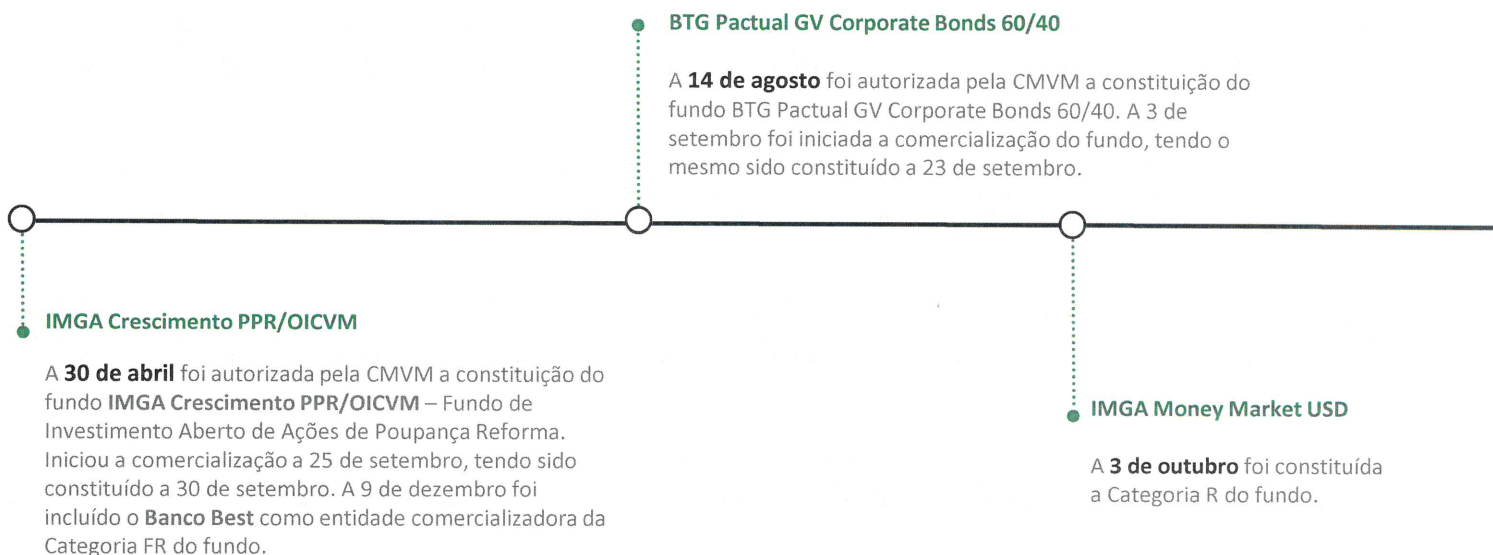 BTG Pactual GV Corporate Bonds 60/40
A 14 de agosto foi autorizada pela CMVM a constituição do
fundo BTG Pactual GV Corporate Bonds 60/40. A 3 de
setembro foi iniciada a comercialização do fundo, tendo o
mesmo sido constituído a 23 de setembro.
IMGA Crescimento PPR/OICVM
A 30 de abril foi autorizada pela CMVM a constituição do
fundo IMGA Crescimento PPR/OICVM – Fundo de
Investimento Aberto de Ações de Poupança Reforma.
Iniciou a comercialização a 25 de setembro, tendo sido
constituído a 30 de setembro. A 9 de dezembro foi
incluído o Banco Best como entidade comercializadora da
Categoria FR do fundo.
IMGA Money Market USD
A 3 de outubro foi constituída
a Categoria R do fundo.